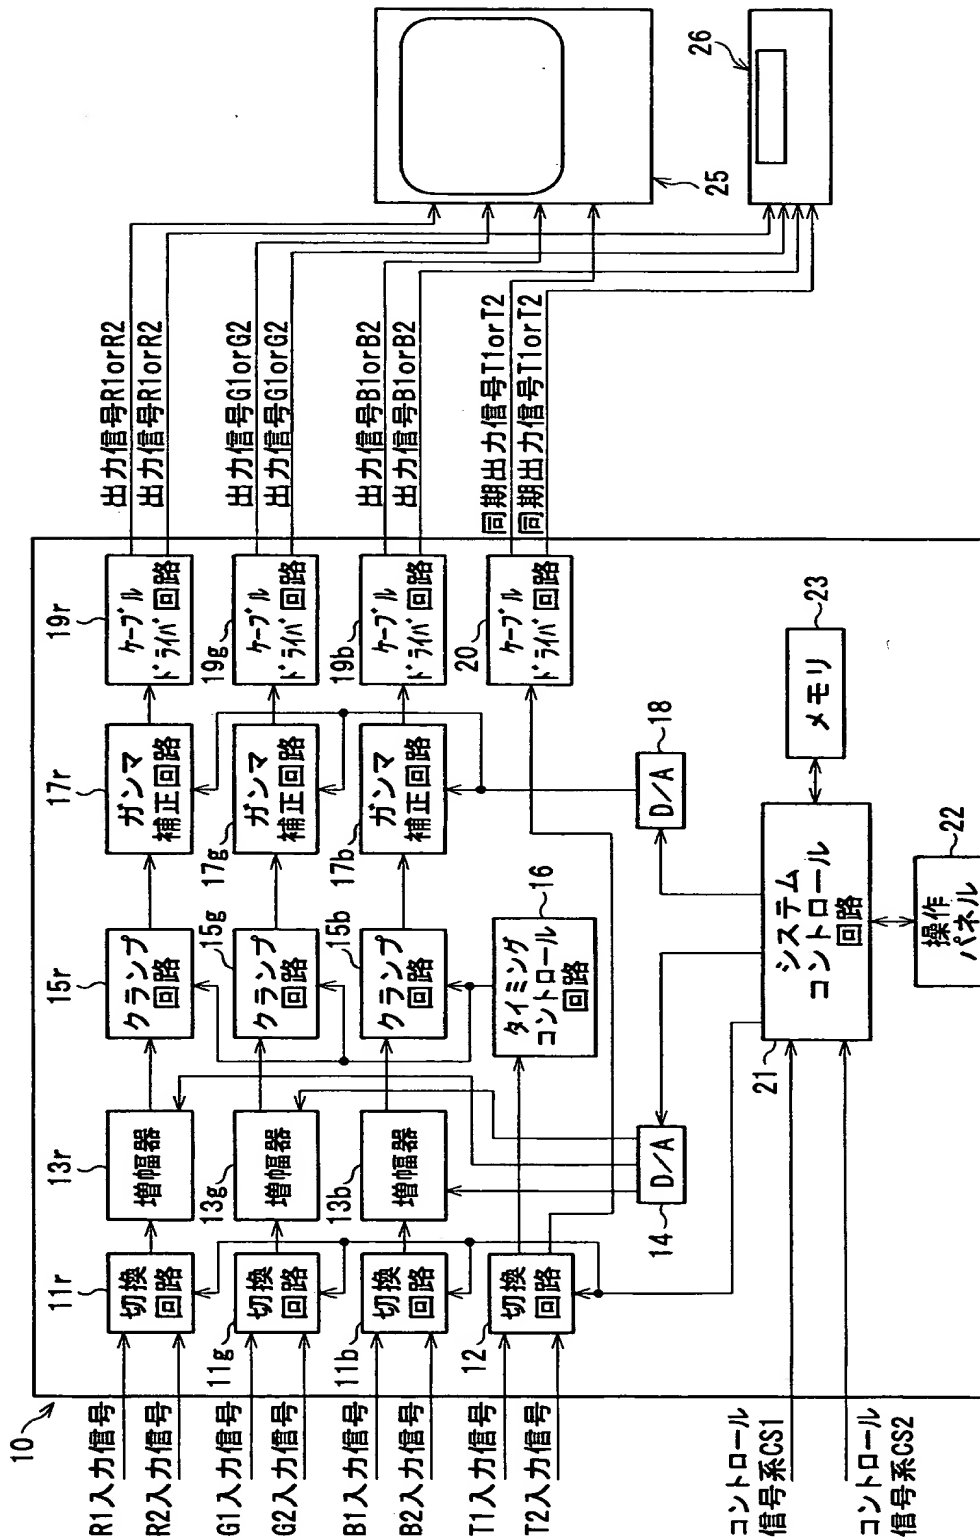 10
R1入力信号
R2入力信号
G1入力信号
G2入力信号
B1入力信号
B2入力信号
T1入力信号
T2入力信号
コントロール
信号系CS1
コントロール
信号系CS2
11r
切換
回路
11g
切換
回路
11b
切換
回路
12
切換
回路
13r
増幅器
13g
増幅器
13b
増幅器
14
D/A
15r
クランプ
回路
15g
クランプ
回路
15b
クランプ
回路
16
タイミング
コントロール
回路
17r
ガンマ
補正回路
17g
ガンマ
補正回路
17b
ガンマ
補正回路
18
D/A
19r
ケーブル
ドライバ回路
19g
ケーブル
ドライバ回路
19b
ケーブル
ドライバ回路
20
ケーブル
ドライバ回路
21
システム
コントロール
回路
22
操作
パネル
23
メモリ
出力信号R1orR2
出力信号R1orR2
出力信号G1orG2
出力信号G1orG2
出力信号B1orB2
出力信号B1orB2
同期出力信号T1orT2
同期出力信号T1orT2
25
26